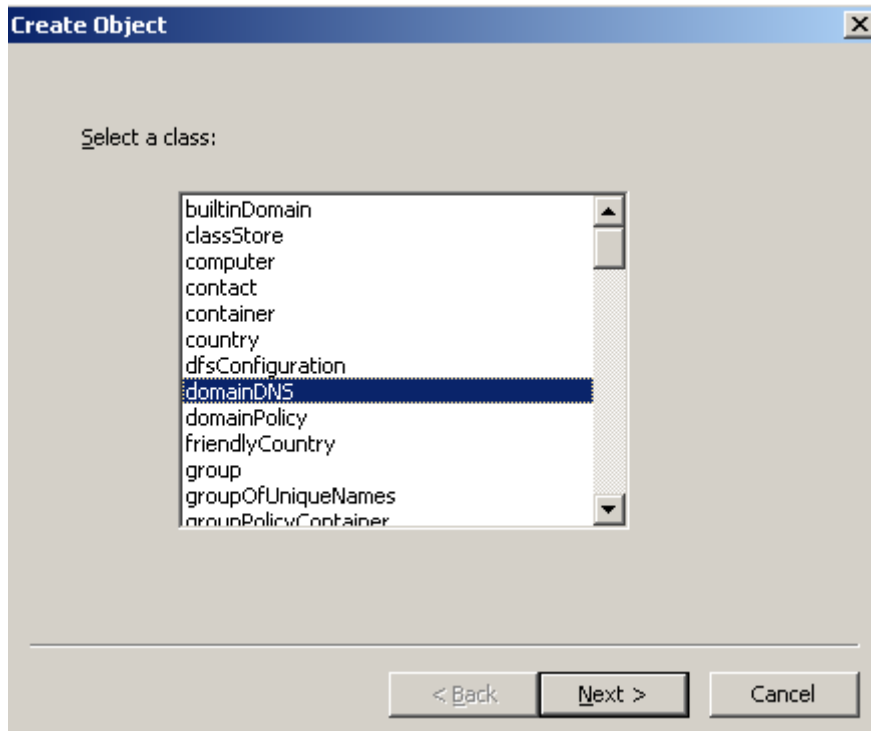 Create Object
Select a class:
builtinDomain
classStore
computer
contact
container
country
dfsConfiguration
domainDNS
domainPolicy
friendlyCountry
group
groupOfUniqueNames
groupPolicyContainer
< Back Next > Cancel